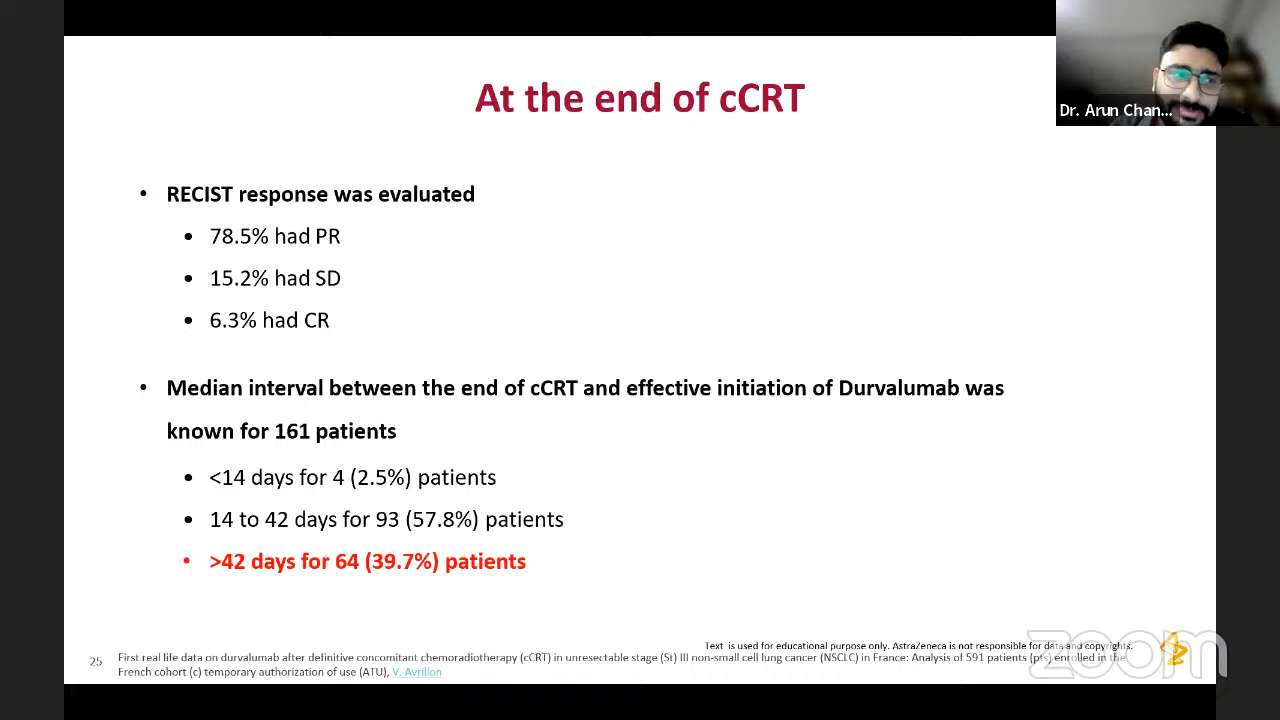 At the end of cCRT
Dr. Arun Chan...
• RECIST response was evaluated
• 78.5% had PR
• 15.2% had SD
• 6.3% had CR
• Median interval between the end of cCRT and effective initiation of Durvalumab was
known for 161 patients
• <14 days for 4 (2.5%) patients
• 14 to 42 days for 93 (57.8%) patients
• >42 days for 64 (39.7%) patients
Text is used for educational purpose only. AstraZeneca is not responsible for data and copyrights.
zoom
25
First real life data on durvalumab after definitive concomitant chemoradiotherapy (cCRT) in unresectable stage (St) III non-small cell lung cancer (NSCLC) in France: Analysis of 591 patients (pts) enrolled in the
French cohort (c) temporary authorization of use (ATU), V. Avrillon